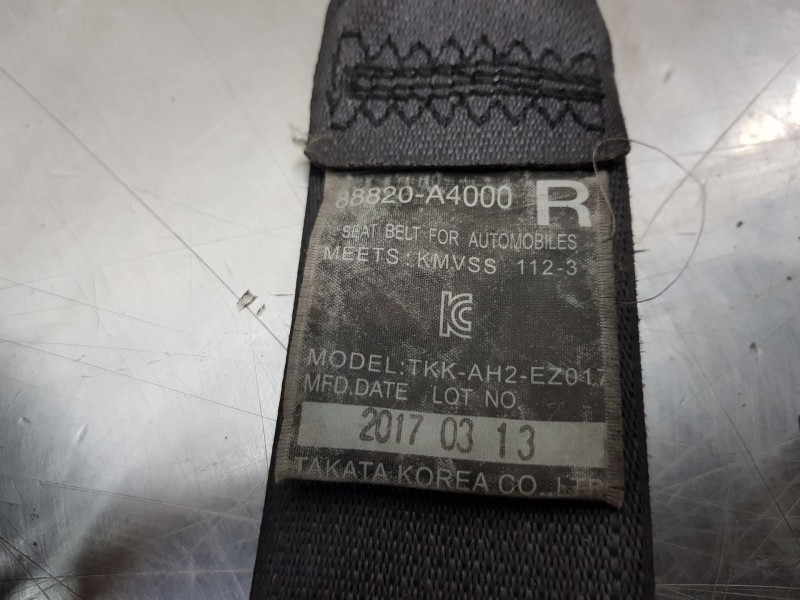 88820-A4000 R
SEAT BELT FOR AUTOMOBILES
MEETS:KMVSS 112-3
KC
MODEL:TKK-AH2-EZ017
MFD.DATE LOT NO.
2017 03 13
TAKATA KOREA CO.,LTD